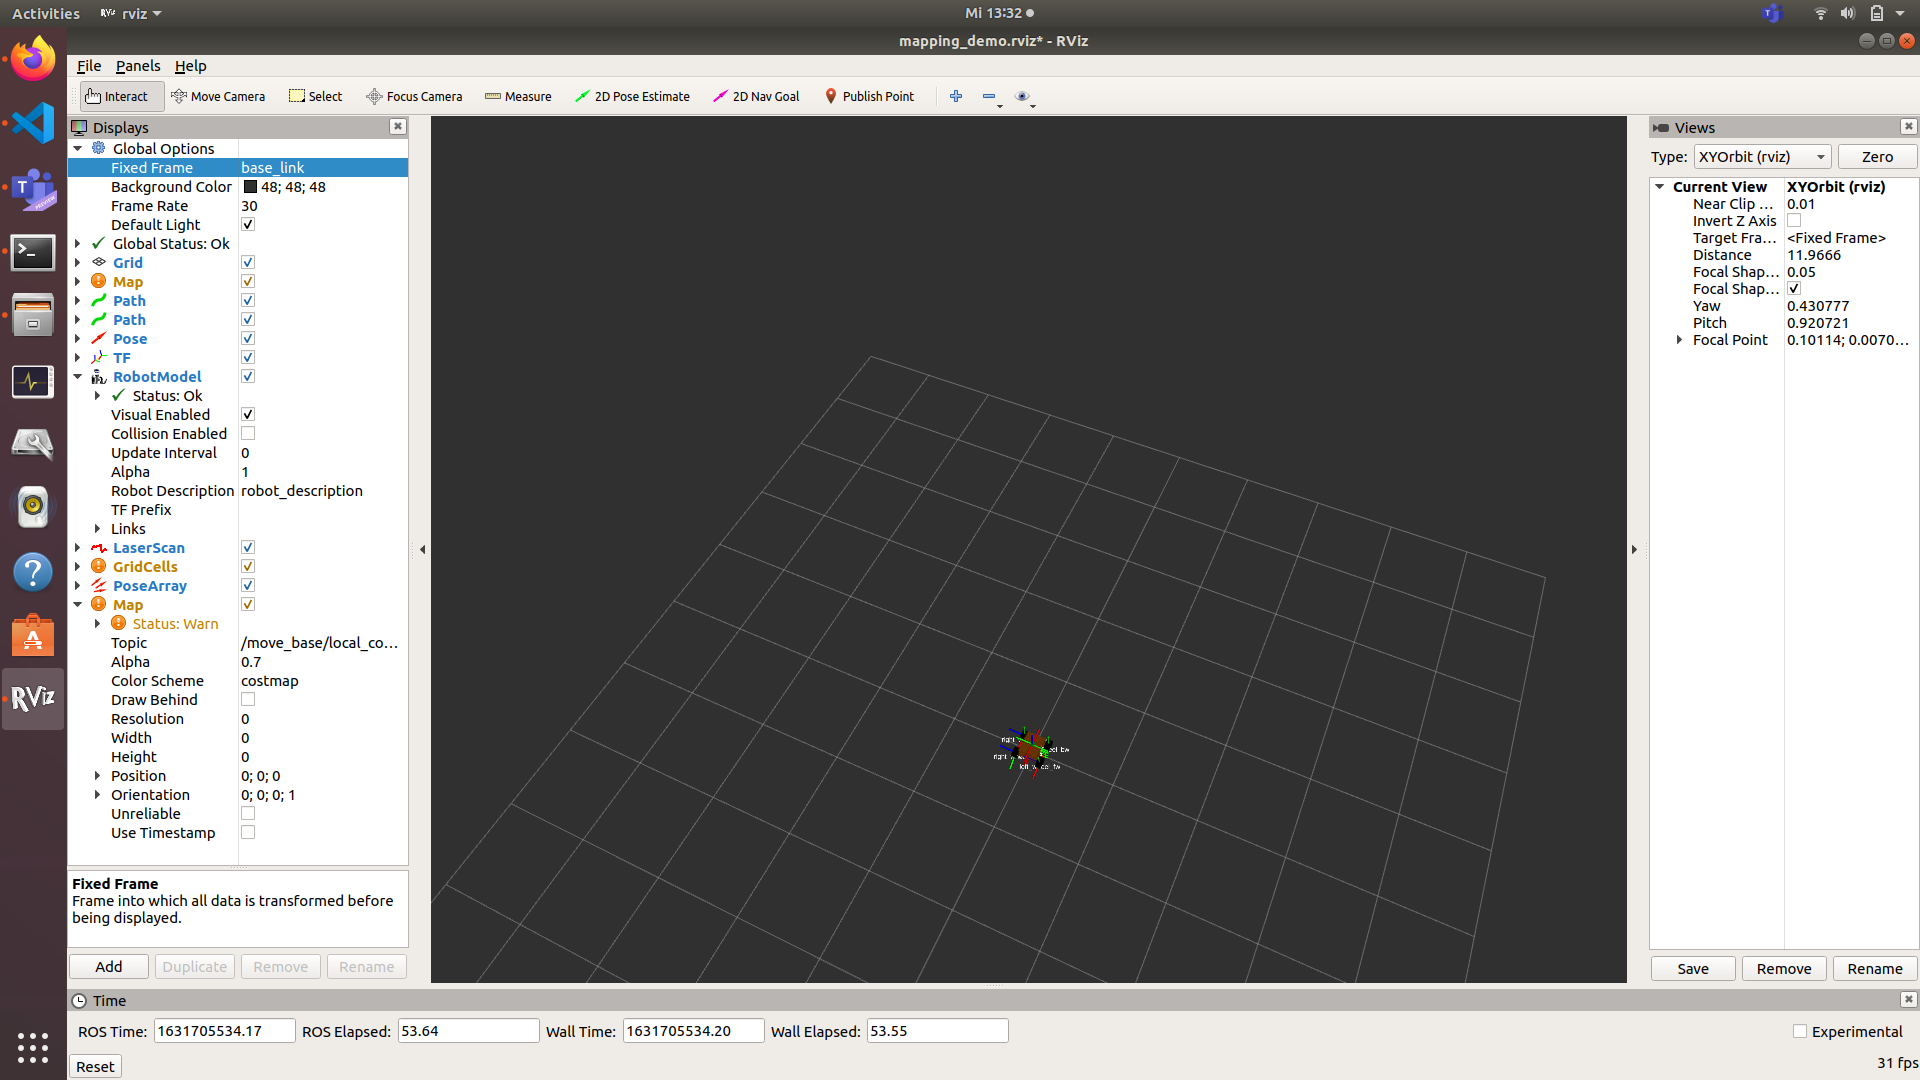 Activities
RViz
rviz
Mi 13:32
mapping_demo.rviz* - RViz
File Panels Help
Interact
Move Camera
Select
Focus Camera
Measure
2D Pose Estimate
2D Nav Goal
Publish Point
Displays
Global Options
Fixed Frame base_link
Background Color 48; 48; 48
Frame Rate 30
Default Light
Global Status: Ok
Grid
Map
Path
Path
Pose
TF
RobotModel
Status: Ok
Visual Enabled
Collision Enabled
Update Interval 0
Alpha 1
Robot Description robot_description
TF Prefix
Links
LaserScan
GridCells
PoseArray
Map
Status: Warn
Topic /move_base/local_co...
Alpha 0.7
Color Scheme costmap
Draw Behind
Resolution 0
Width 0
Height 0
Position 0; 0; 0
Orientation 0; 0; 0; 1
Unreliable
Use Timestamp
Fixed Frame
Frame into which all data is transformed before
being displayed.
Add Duplicate Remove Rename
RViz
right
right
Views
Type: XYOrbit (rviz) Zero
Current View XYOrbit (rviz)
Near Clip ... 0.01
Invert Z Axis
Target Fra... <Fixed Frame>
Distance 11.9666
Focal Shap... 0.05
Focal Shap...
Yaw 0.430777
Pitch 0.920721
Focal Point 0.10114; 0.0070...
Save Remove Rename
Time
ROS Time: 1631705534.17 ROS Elapsed: 53.64 Wall Time: 1631705534.20 Wall Elapsed: 53.55 Experimental
Reset
31 fps